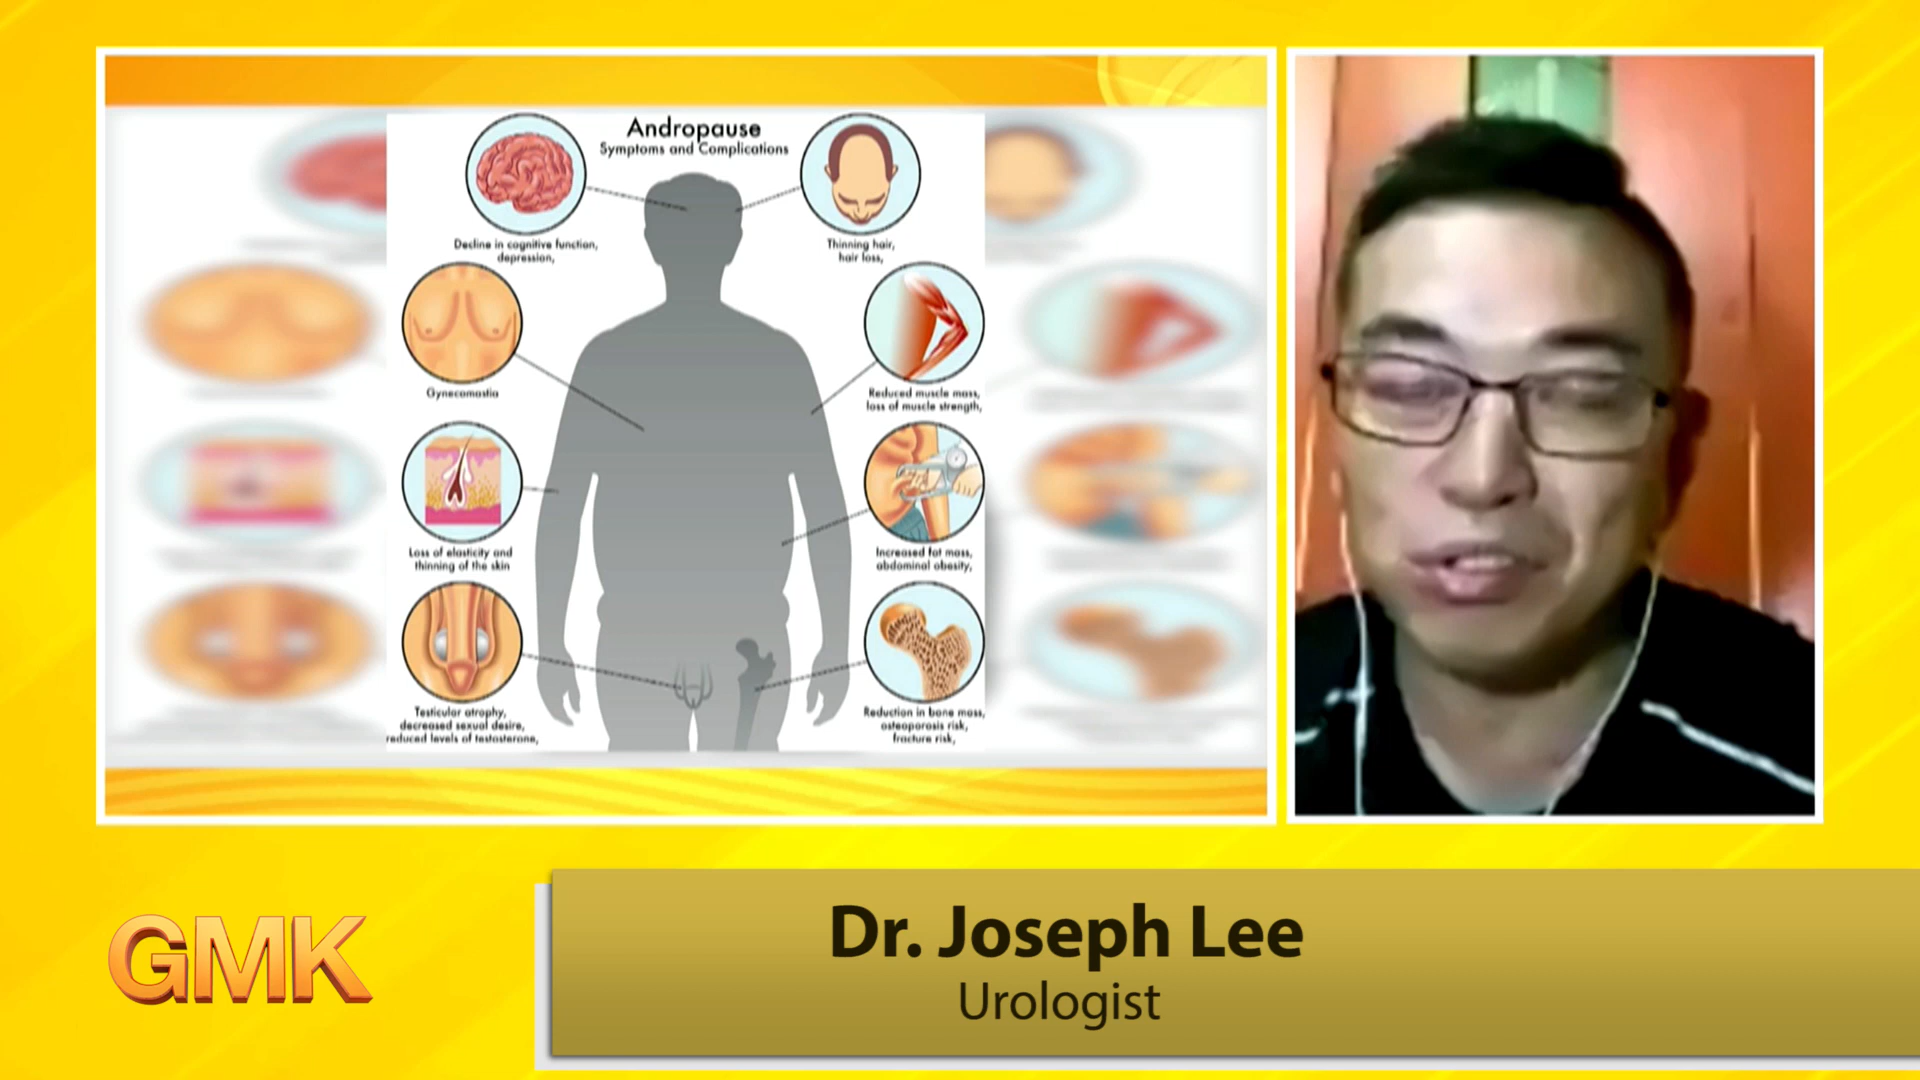 Andropause
Symptoms and Complications
Decline in cognitive function,
depression,
Thinning hair,
hair loss,
Gynecomastia
Reduced muscle mass,
loss of muscle strength,
Loss of elasticity and
thinning of the skin
Increased fat mass,
abdominal obesity,
Testicular atrophy,
decreased sexual desire,
reduced levels of testosterone,
Reduction in bone mass,
osteoporosis risk,
fracture risk,
GMK
Dr. Joseph Lee
Urologist